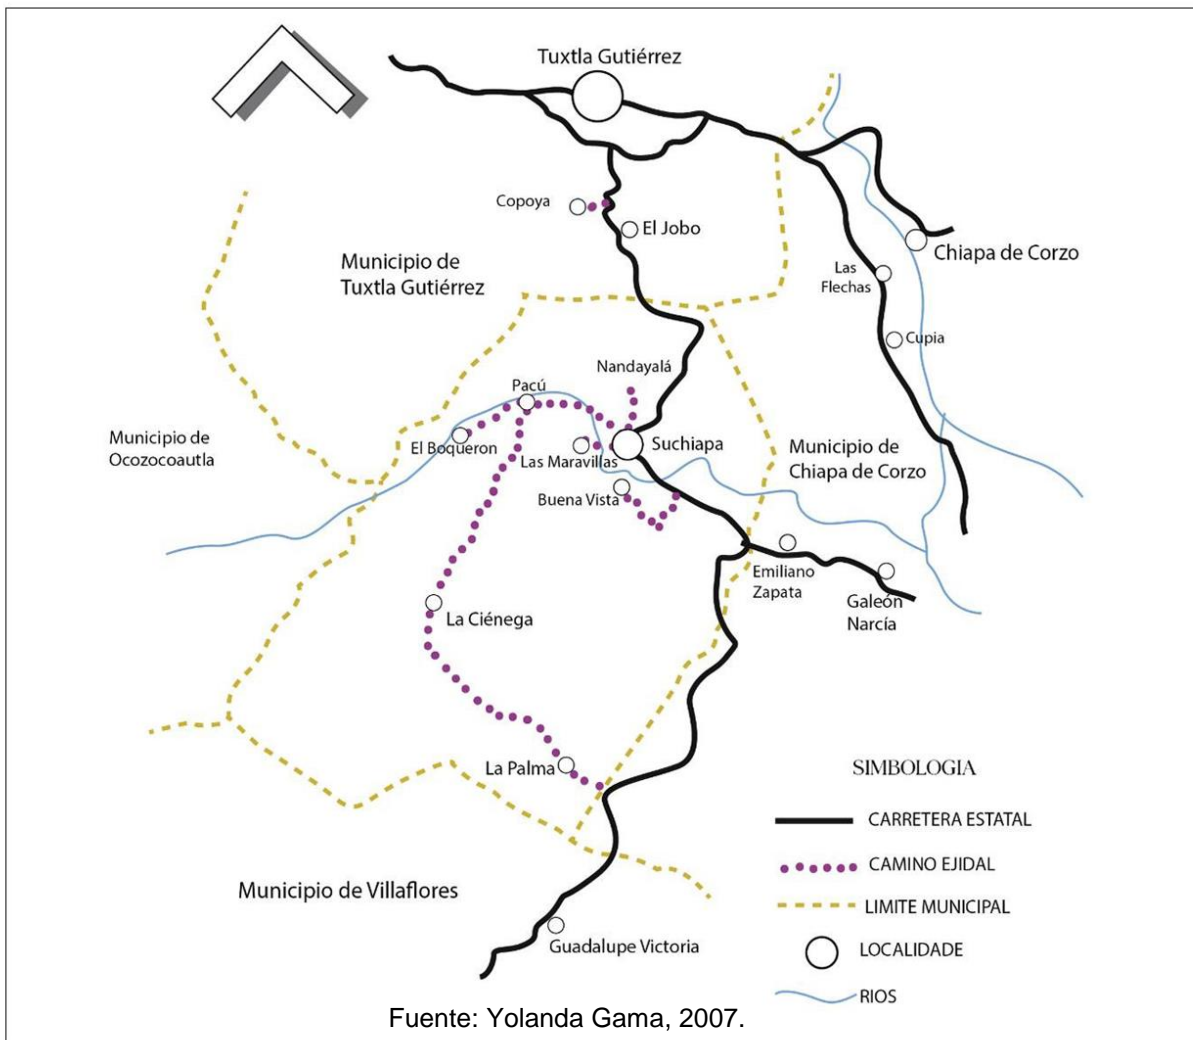 Tuxtla Gutiérrez
Copoya
El Jobo
Chiapa de Corzo
Municipio de
Tuxtla Gutiérrez
Las
Flechas
Cupia
Nandayalá
Pacú
Municipio de
Ocozocoautla
El Boqueron
Las Maravillas
Suchiapa
Municipio de
Chiapa de Corzo
Buena Vista
Emiliano
Zapata
Galeón
Narcía
La Ciénega
La Palma
SIMBOLOGIA
CARRETERA ESTATAL
CAMINO EJIDAL
LIMITE MUNICIPAL
LOCALIDADE
RIOS
Municipio de Villaflores
Guadalupe Victoria
Fuente: Yolanda Gama, 2007.